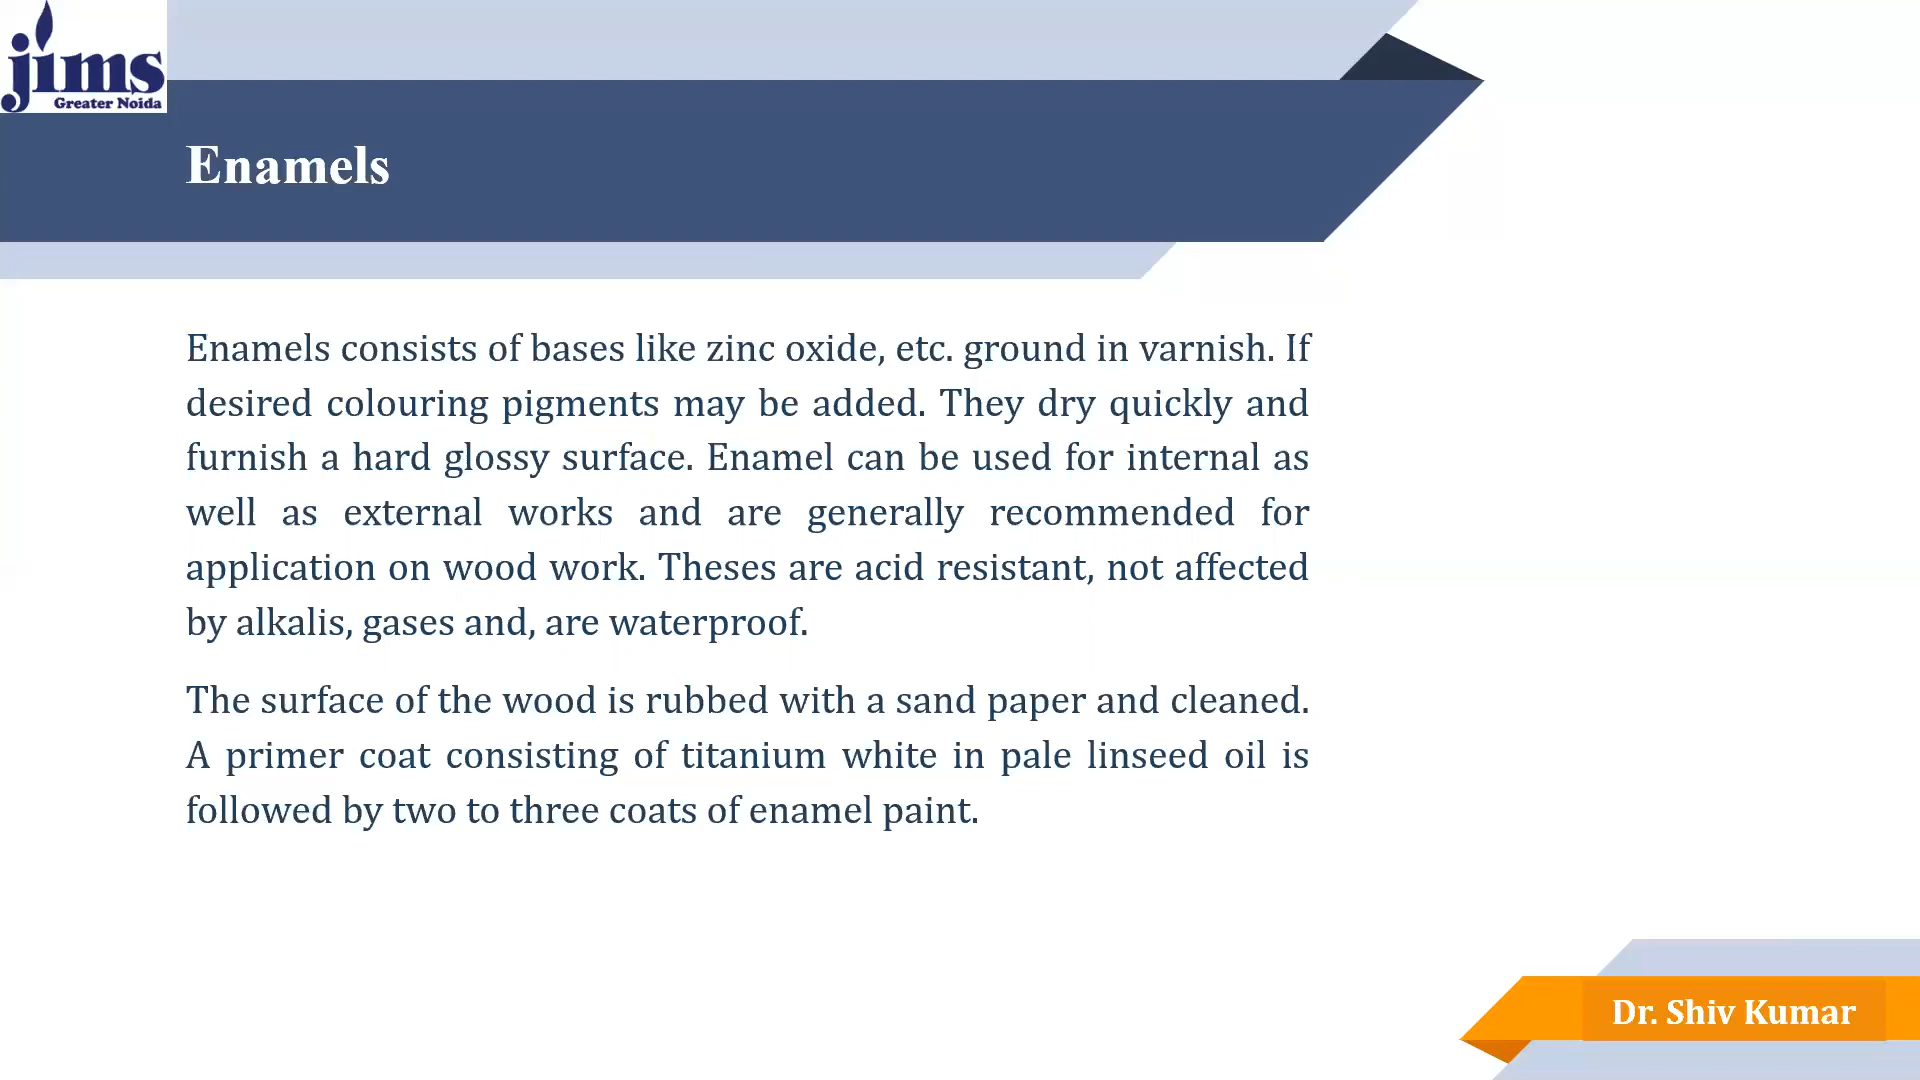 jims
Greater Noida
Enamels
Enamels consists of bases like zinc oxide, etc. ground in varnish. If
desired colouring pigments may be added. They dry quickly and
furnish a hard glossy surface. Enamel can be used for internal as
well as external works and are generally recommended for
application on wood work. Theses are acid resistant, not affected
by alkalis, gases and, are waterproof.
The surface of the wood is rubbed with a sand paper and cleaned.
A primer coat consisting of titanium white in pale linseed oil is
followed by two to three coats of enamel paint.
Dr. Shiv Kumar